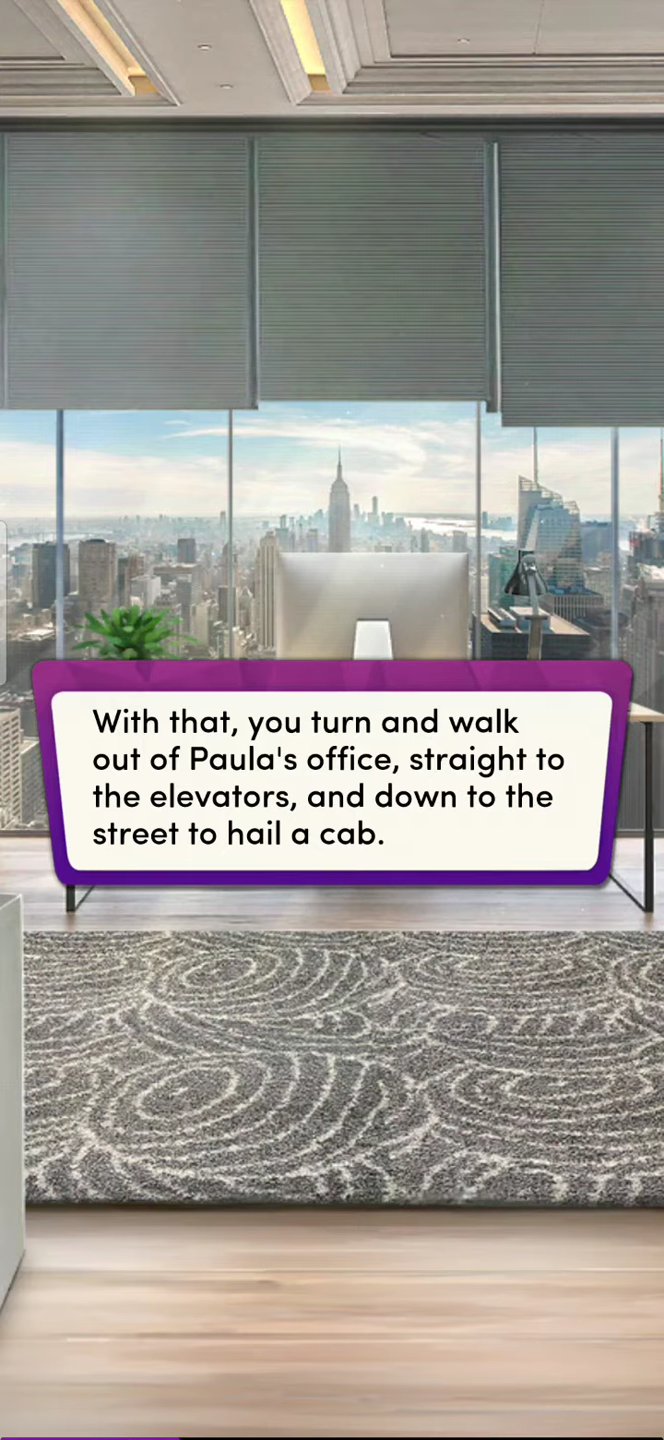 With that, you turn and walk
out of Paula's office, straight to
the elevators, and down to the
street to hail a cab.